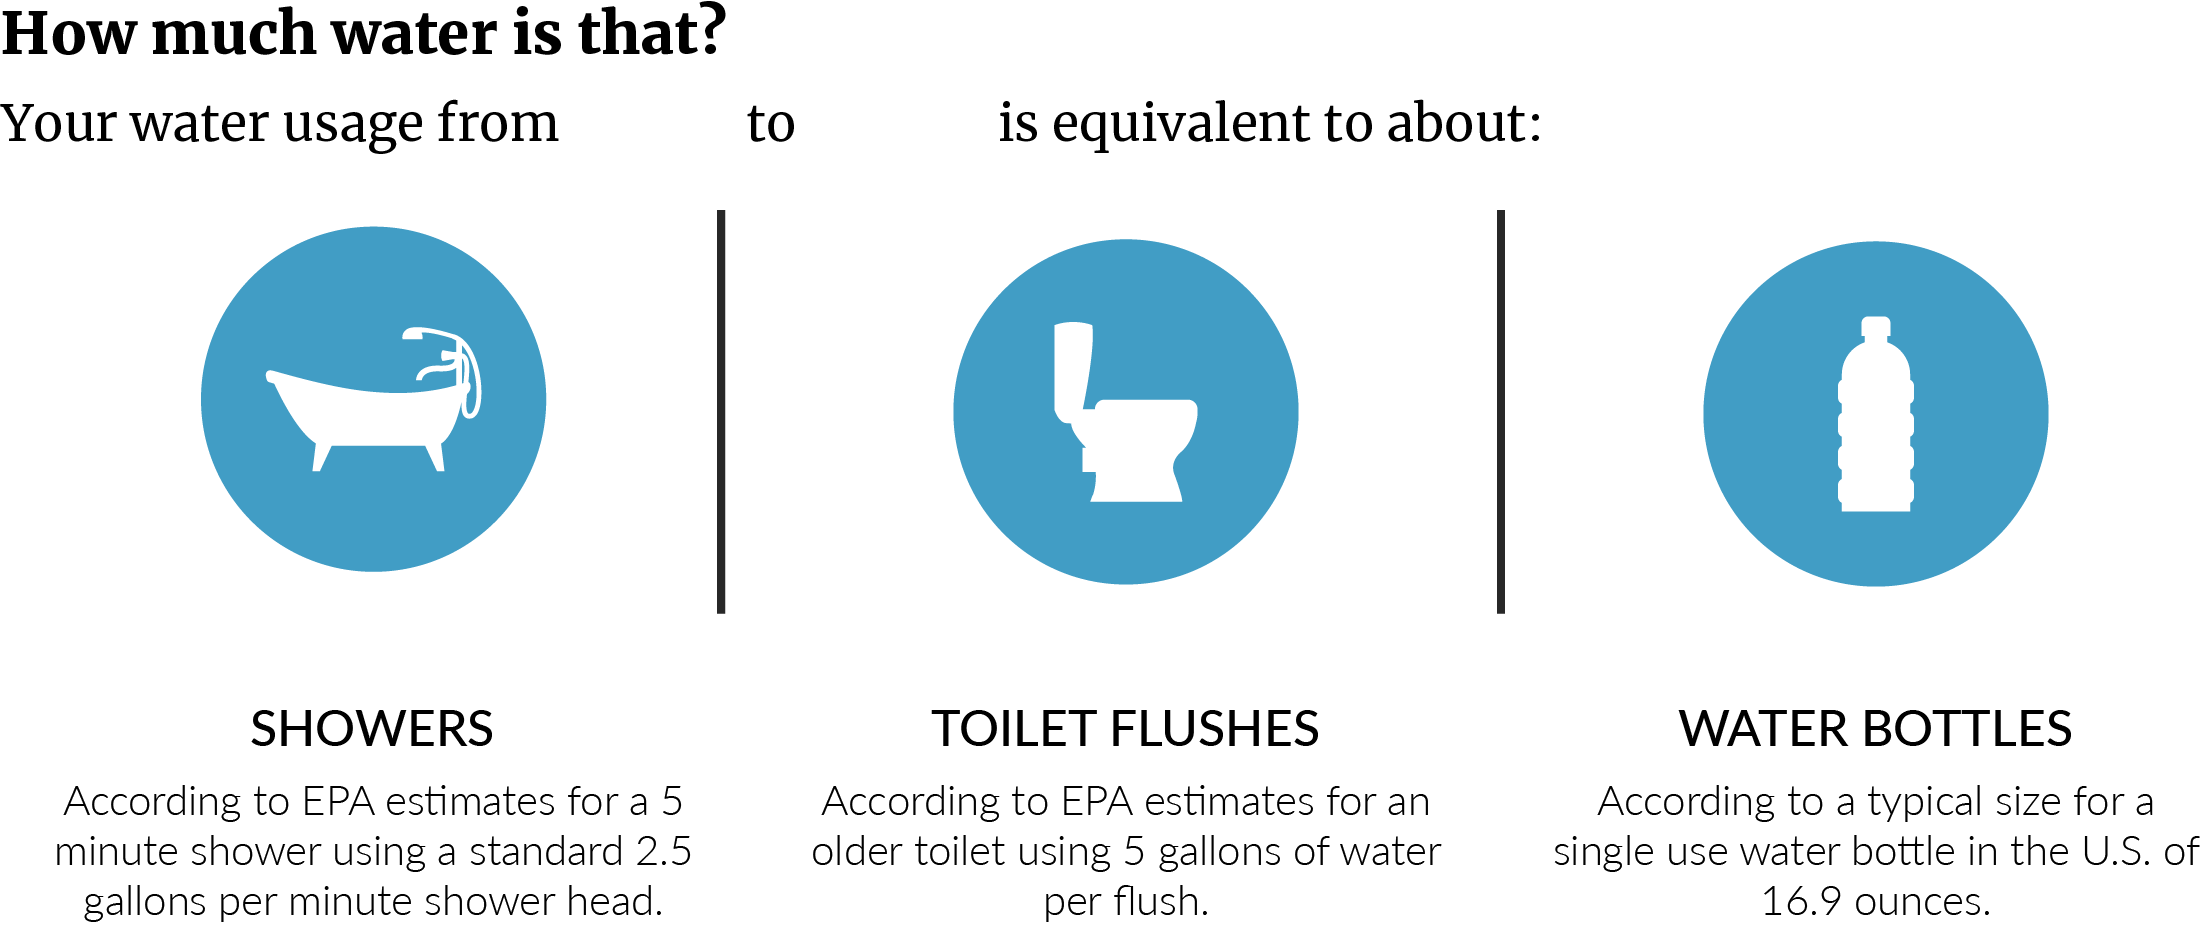 How much water is that?
Your water usage from to is equivalent to about:
SHOWERS
According to EPA estimates for a 5
minute shower using a standard 2.5
gallons per minute shower head.
TOILET FLUSHES
According to EPA estimates for an
older toilet using 5 gallons of water
per flush.
WATER BOTTLES
According to a typical size for a
single use water bottle in the U.S. of
16.9 ounces.